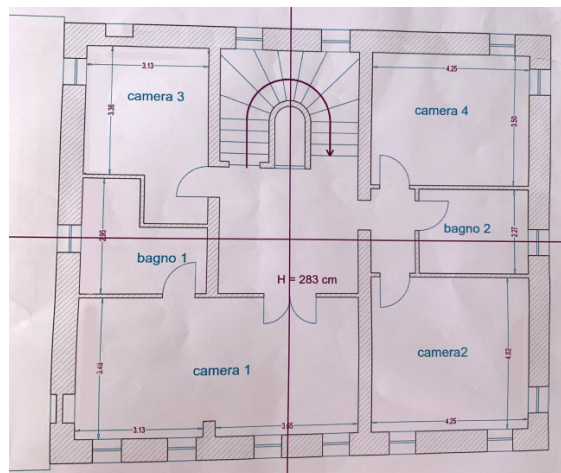 3.13
4.25
camera 3
3.36
camera 4
3.50
bagno 2
2.27
2.95
bagno 1
H = 283 cm
camera2
4.02
3.48
camera 1
3.13
3.65
4.25